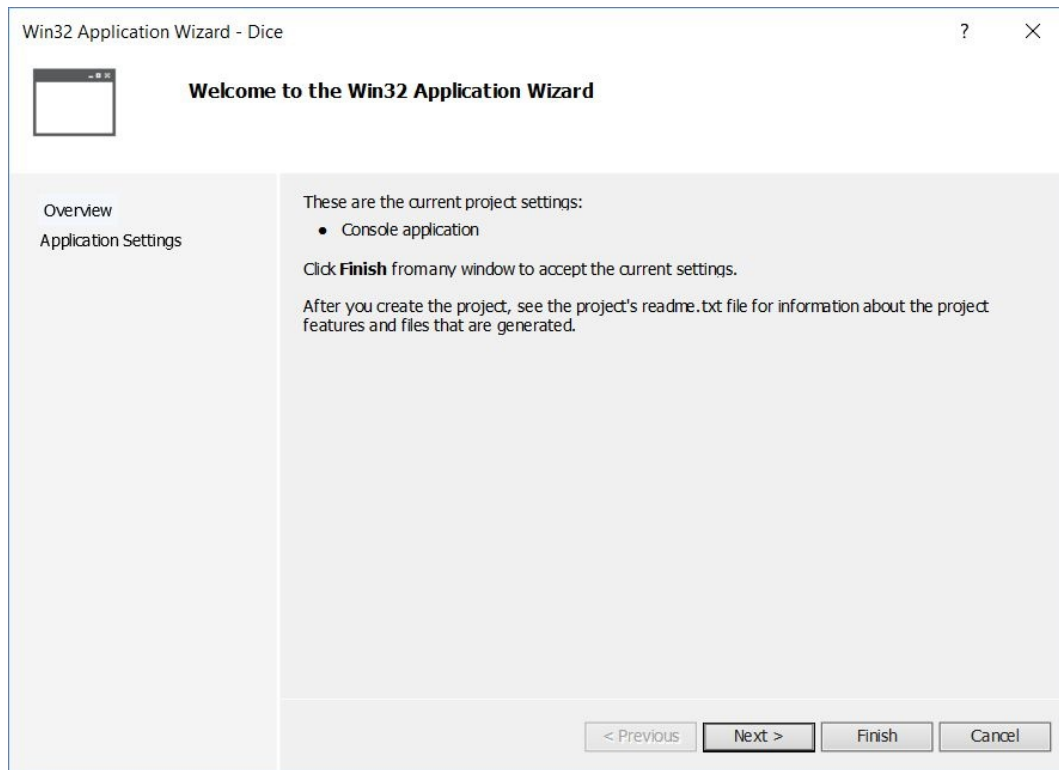 Win32 Application Wizard - Dice
Welcome to the Win32 Application Wizard
Overview
Application Settings
These are the current project settings:
• Console application
Click Finish from any window to accept the current settings.
After you create the project, see the project's readme.txt file for information about the project
features and files that are generated.
< Previous
Next >
Finish
Cancel